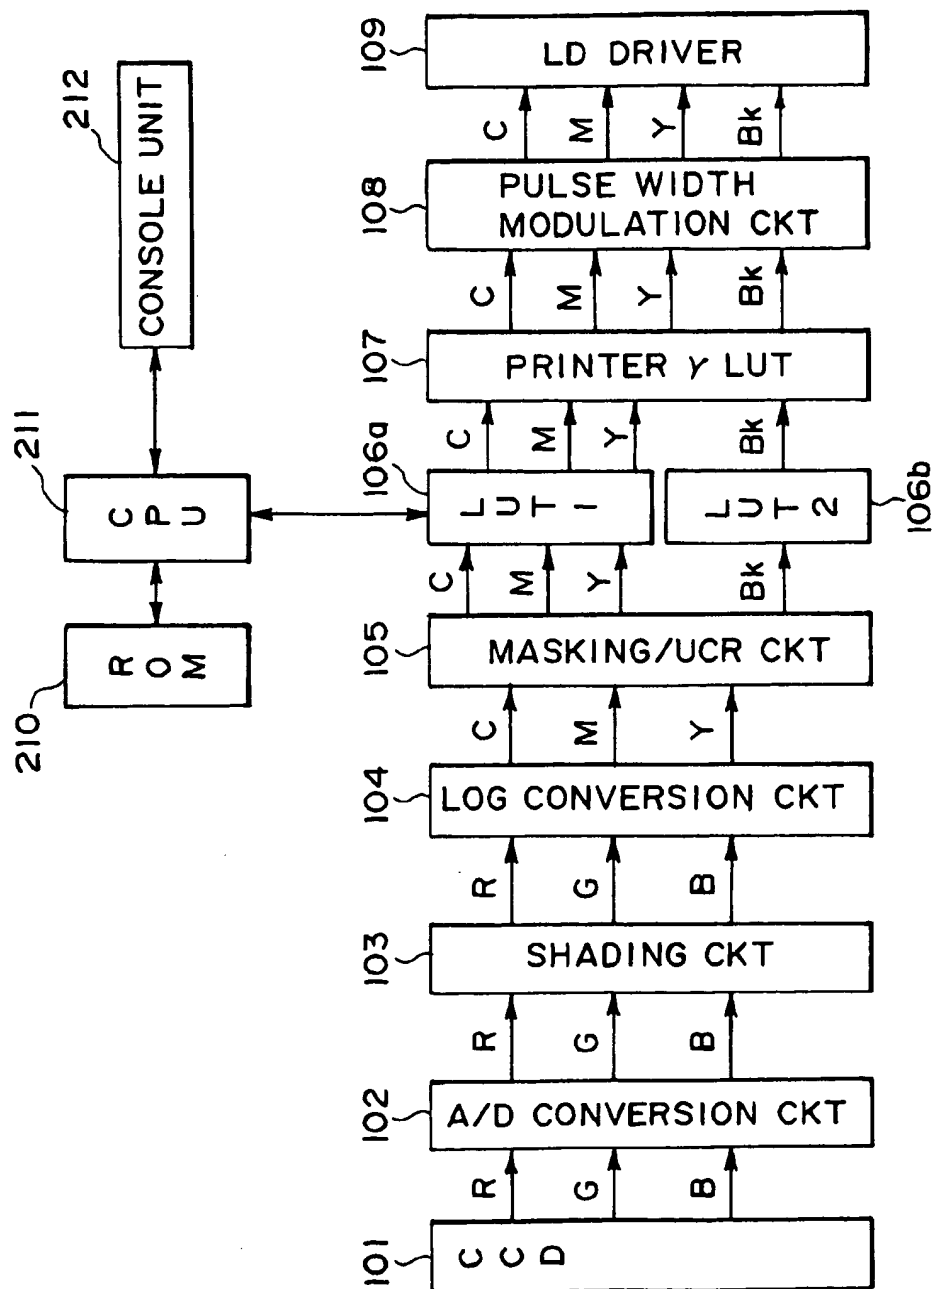 210
ROM
211
CPU
212
CONSOLE UNIT
101
CCD
R
G
B
102
A/D CONVERSION CKT
R
G
B
103
SHADING CKT
R
G
B
104
LOG CONVERSION CKT
C
M
Y
105
MASKING/UCR CKT
C
M
Y
Bk
106a
LUT 1
106b
LUT 2
C
M
Y
Bk
107
PRINTER γ LUT
C
M
Y
Bk
108
PULSE WIDTH
MODULATION CKT
C
M
Y
Bk
109
LD DRIVER